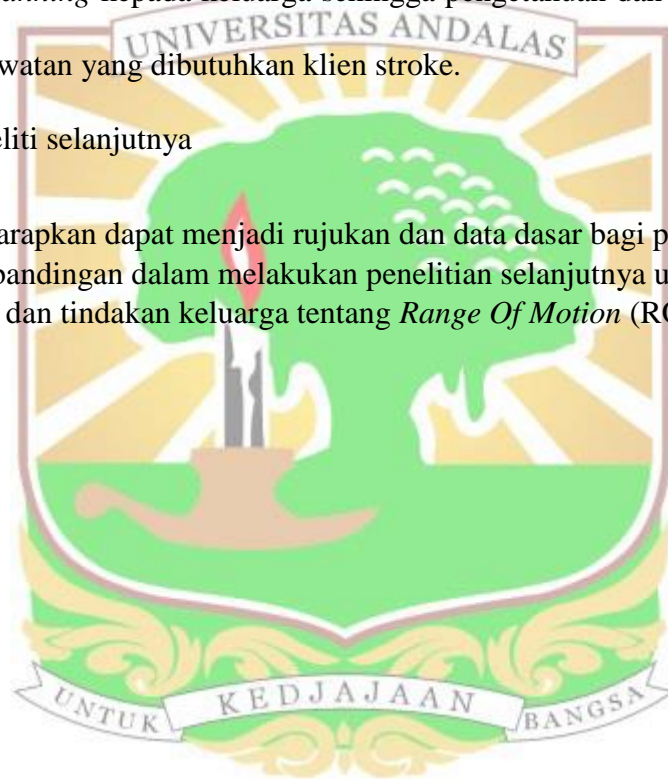 anning kepada keluarga sehingga pengetahuan dan
UNIVERSITAS ANDALAS
watan yang dibutuhkan klien stroke.
eliti selanjutnya
arapkan dapat menjadi rujukan dan data dasar bagi p
bandingan dalam melakukan penelitian selanjutnya u
dan tindakan keluarga tentang Range Of Motion (RO
UNTUK KEDJAJAAN BANGSA